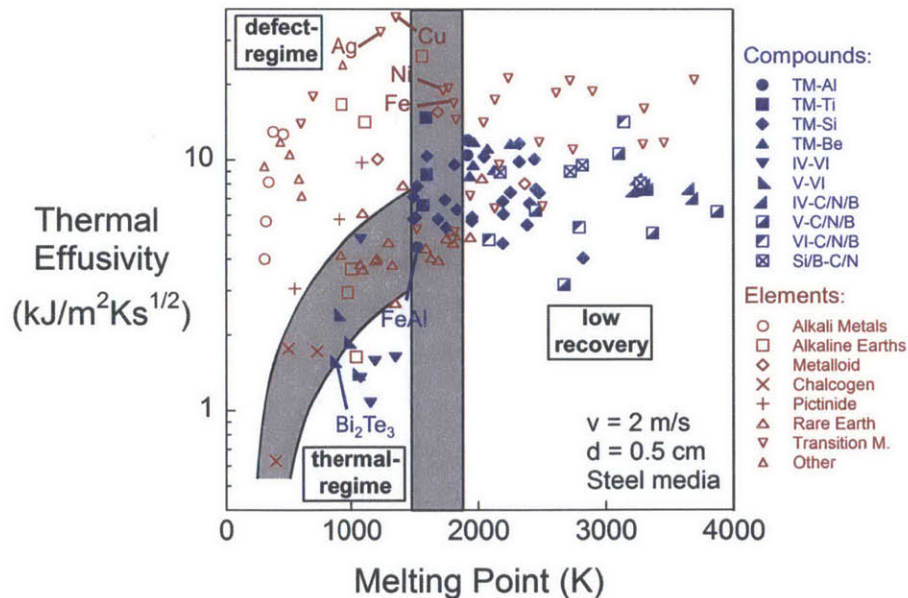 defect-
regime
Ag
Cu
Ni
Fe
10
1
Thermal
Effusivity
(kJ/m²Ks¹/²)
FeAl
Bi₂Te₃
thermal-
regime
low
recovery
v = 2 m/s
d = 0.5 cm
Steel media
0 1000 2000 3000 4000
Melting Point (K)
Compounds:
TM-Al
TM-Ti
TM-Si
TM-Be
IV-VI
V-VI
IV-C/N/B
V-C/N/B
VI-C/N/B
Si/B-C/N
Elements:
Alkali Metals
Alkaline Earths
Metalloid
Chalcogen
Pictinide
Rare Earth
Transition M.
Other